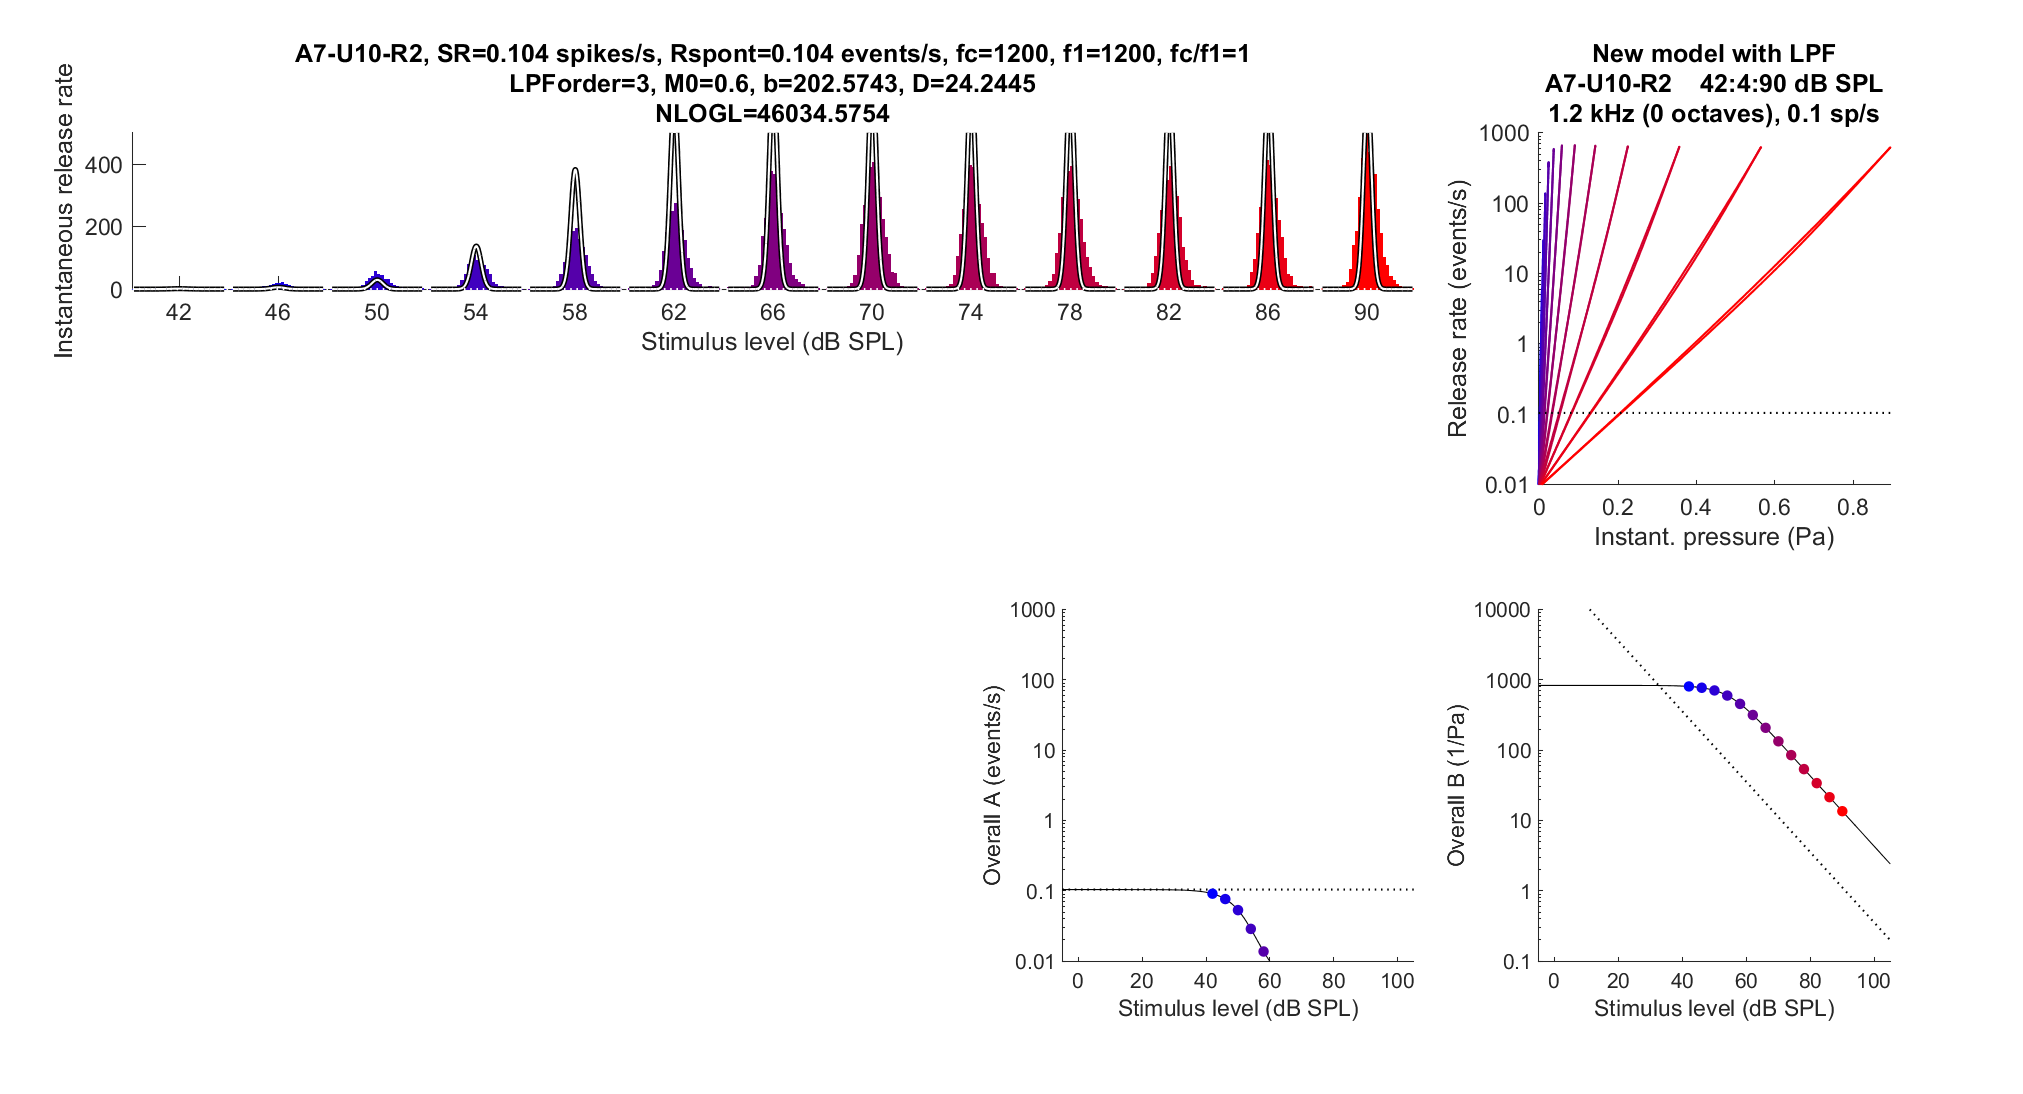 A7-U10-R2, SR=0.104 spikes/s, Rspont=0.104 events/s, fc=1200, f1=1200, fc/f1=1
LPForder=3, M0=0.6, b=202.5743, D=24.2445
NLOGL=46034.5754
Instantaneous release rate
400
200
0
42 46 50 54 58 62 66 70 74 78 82 86 90
Stimulus level (dB SPL)
New model with LPF
A7-U10-R2 42:4:90 dB SPL
1.2 kHz (0 octaves), 0.1 sp/s
Release rate (events/s)
1000
100
10
1
0.1
0.01
0 0.2 0.4 0.6 0.8
Instant. pressure (Pa)
Overall A (events/s)
1000
100
10
1
0.1
0.01
0 20 40 60 80 100
Stimulus level (dB SPL)
Overall B (1/Pa)
10000
1000
100
10
1
0.1
0 20 40 60 80 100
Stimulus level (dB SPL)